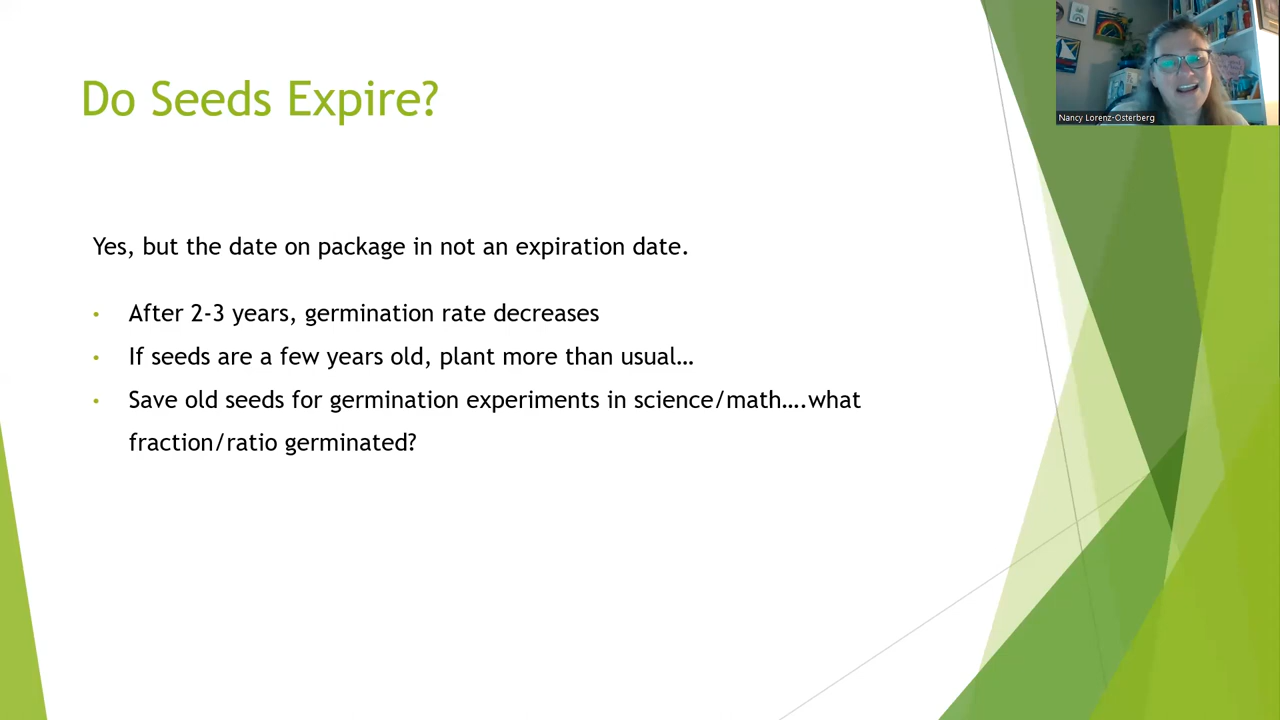 Do Seeds Expire?
Nancy Lorenz-Osterberg
Yes, but the date on package in not an expiration date.
• After 2-3 years, germination rate decreases
• If seeds are a few years old, plant more than usual…
• Save old seeds for germination experiments in science/math….what
fraction/ratio germinated?